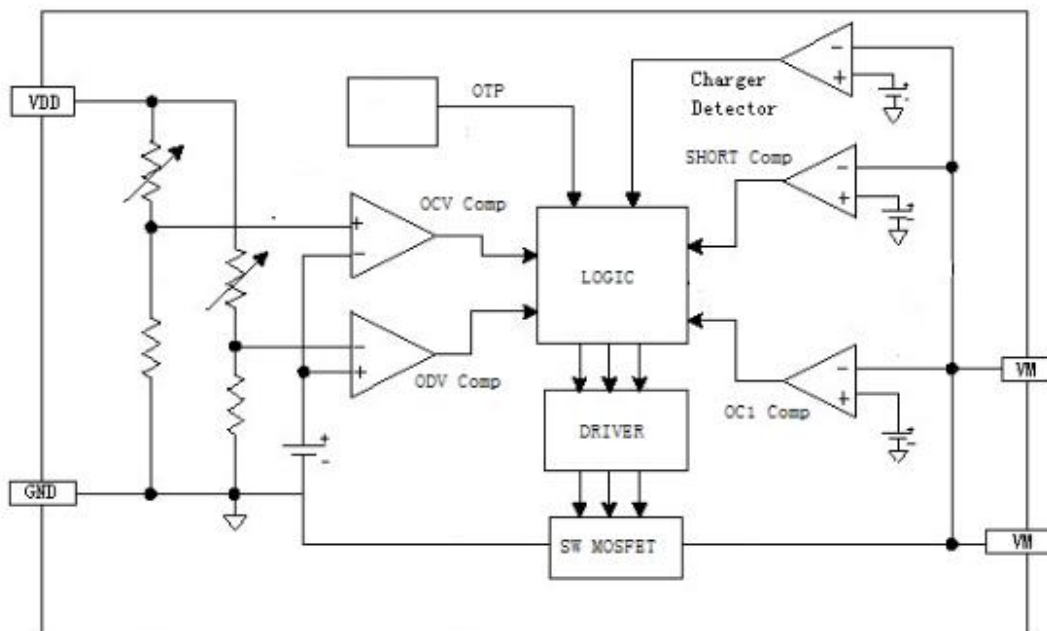 VDD
OTP
Charger
Detector
SHORT Comp
OCV Comp
LOGIC
ODV Comp
OC1 Comp
VM
DRIVER
GND
SW MOSFET
VM
+
-
+
-
+
-
+
-
+
-
+
-
+
-
+
-
+
-